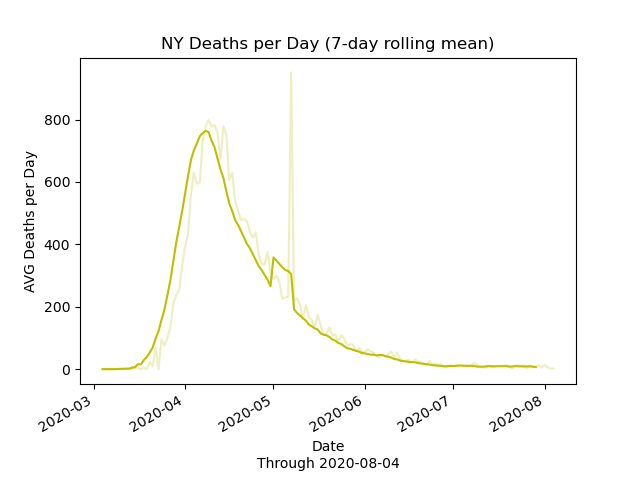 NY Deaths per Day (7-day rolling mean)
AVG Deaths per Day
800
600
400
200
0
2020-03
2020-04
2020-05
2020-06
2020-07
2020-08
Date
Through 2020-08-04